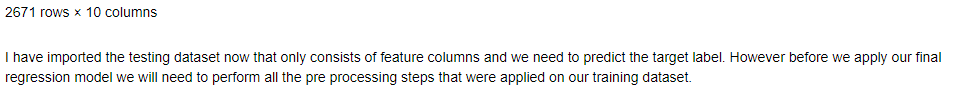 2671 rows × 10 columns
I have imported the testing dataset now that only consists of feature columns and we need to predict the target label. However before we apply our final
regression model we will need to perform all the pre processing steps that were applied on our training dataset.